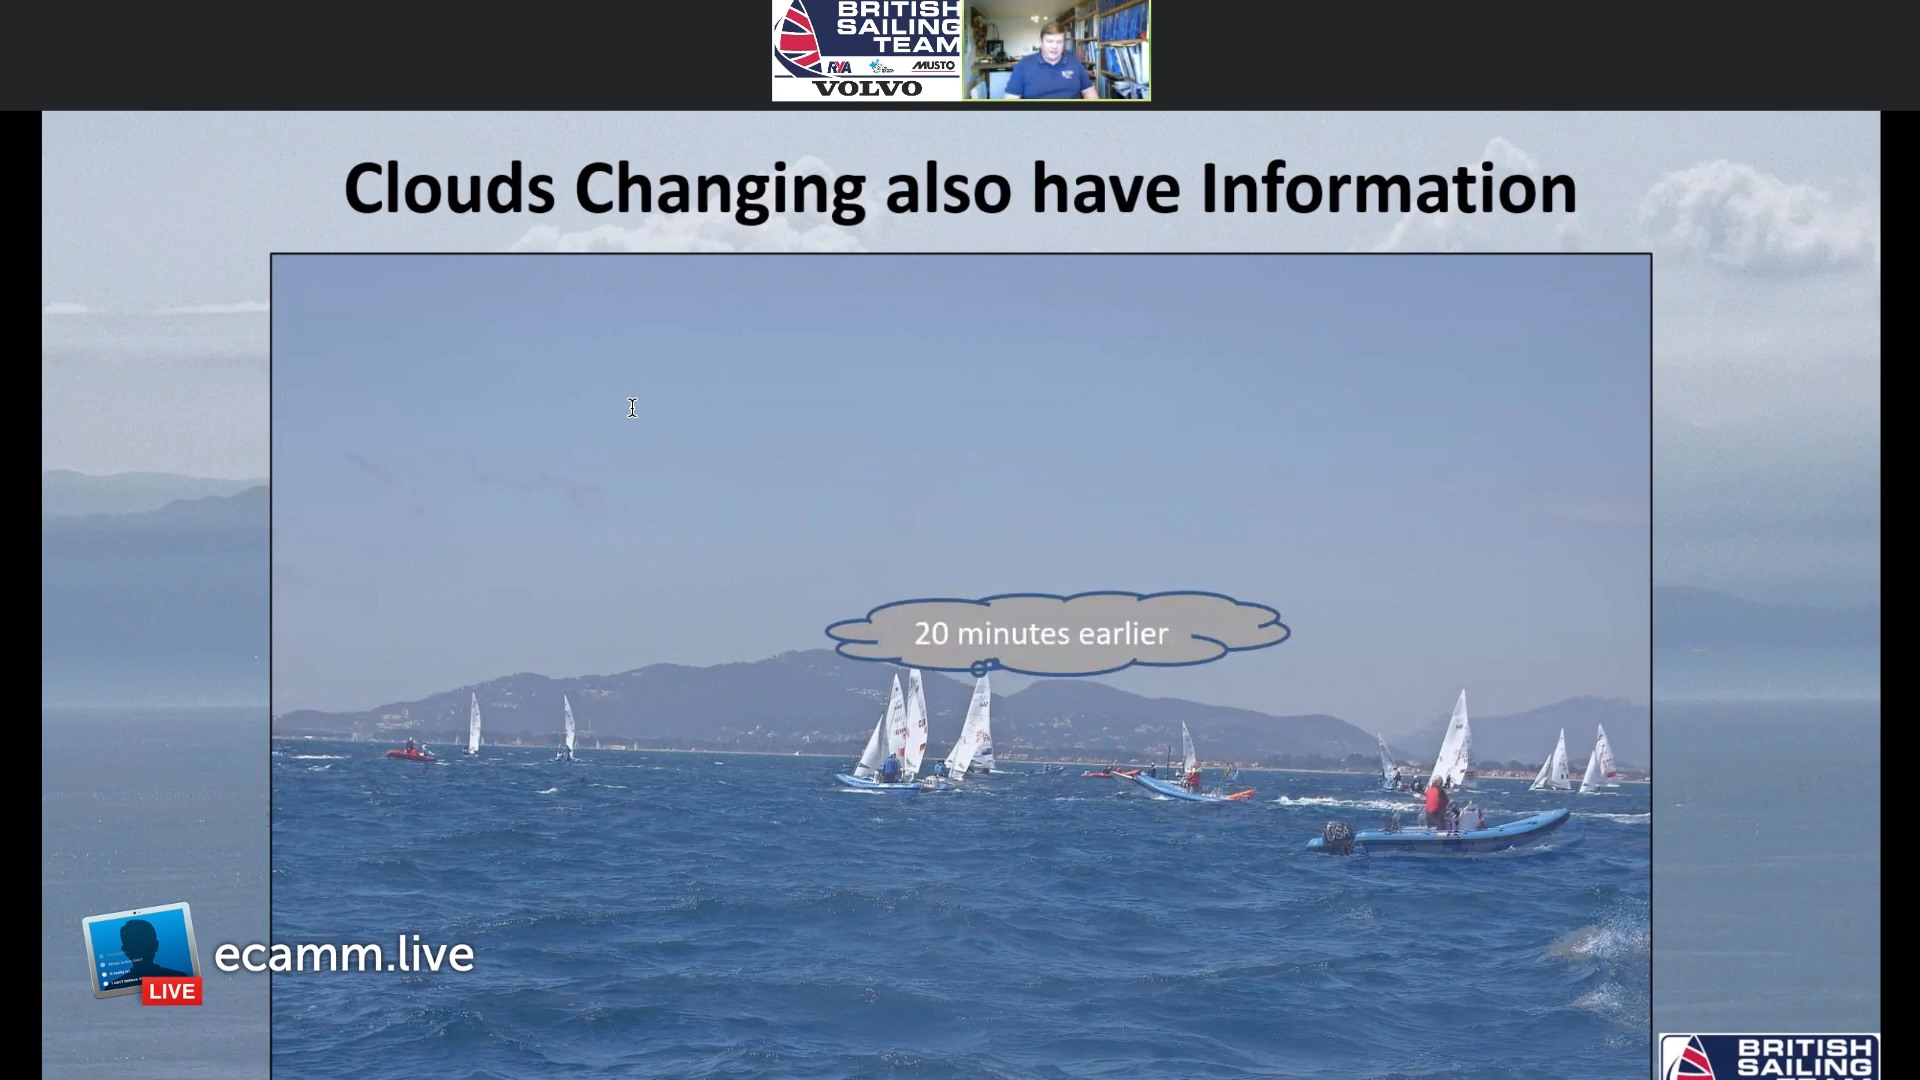 BRITISH
SAILING
TEAM
RYA
MUSTO
VOLVO
Clouds Changing also have Information
20 minutes earlier
USA
ecamm.live
LIVE
BRITISH
SAILING